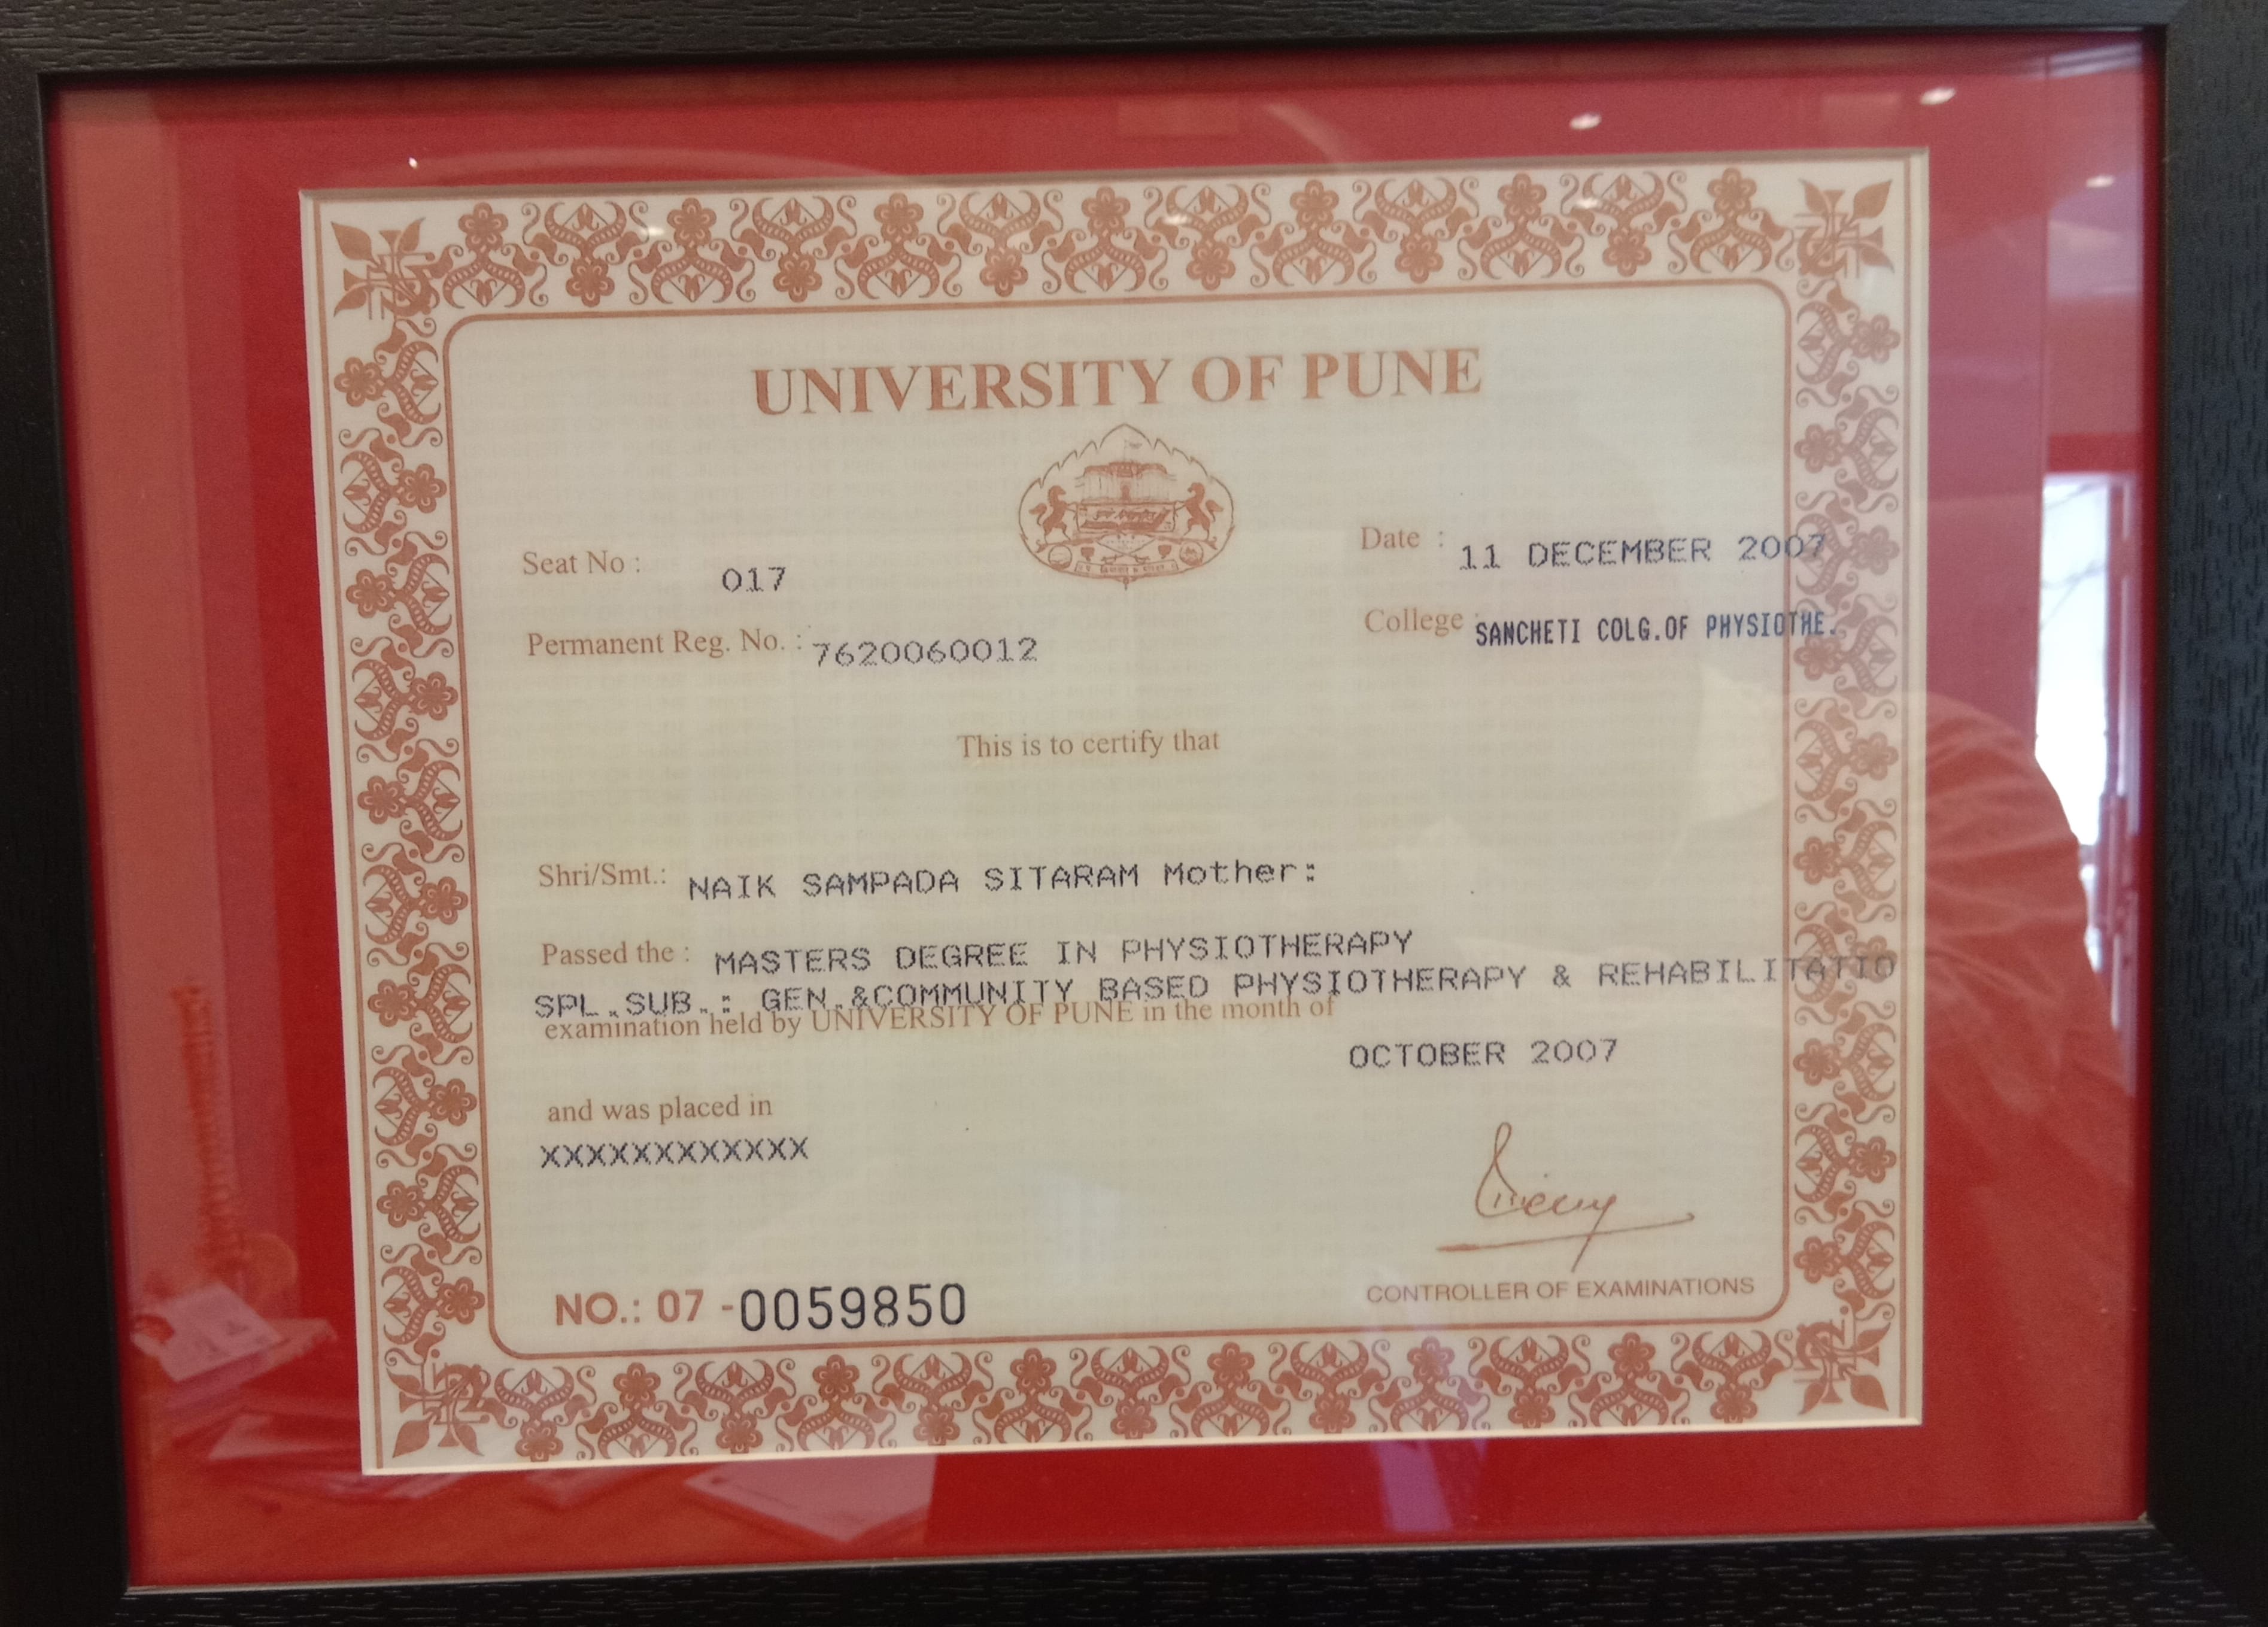 UNIVERSITY OF PUNE
Seat No : 017
Date : 11 DECEMBER 2007
Permanent Reg. No. : 7620060012
College : SANCHETI COLG.OF PHYSIOTHE.
This is to certify that
Shri/Smt.: NAIK SAMPADA SITARAM Mother:
Passed the : MASTERS DEGREE IN PHYSIOTHERAPY
SPL.SUB.: GEN.&COMMUNITY BASED PHYSIOTHERAPY & REHABILITATIO
examination held by UNIVERSITY OF PUNE in the month of
OCTOBER 2007
and was placed in
XXXXXXXXXXXX
NO.: 07 -0059850
CONTROLLER OF EXAMINATIONS